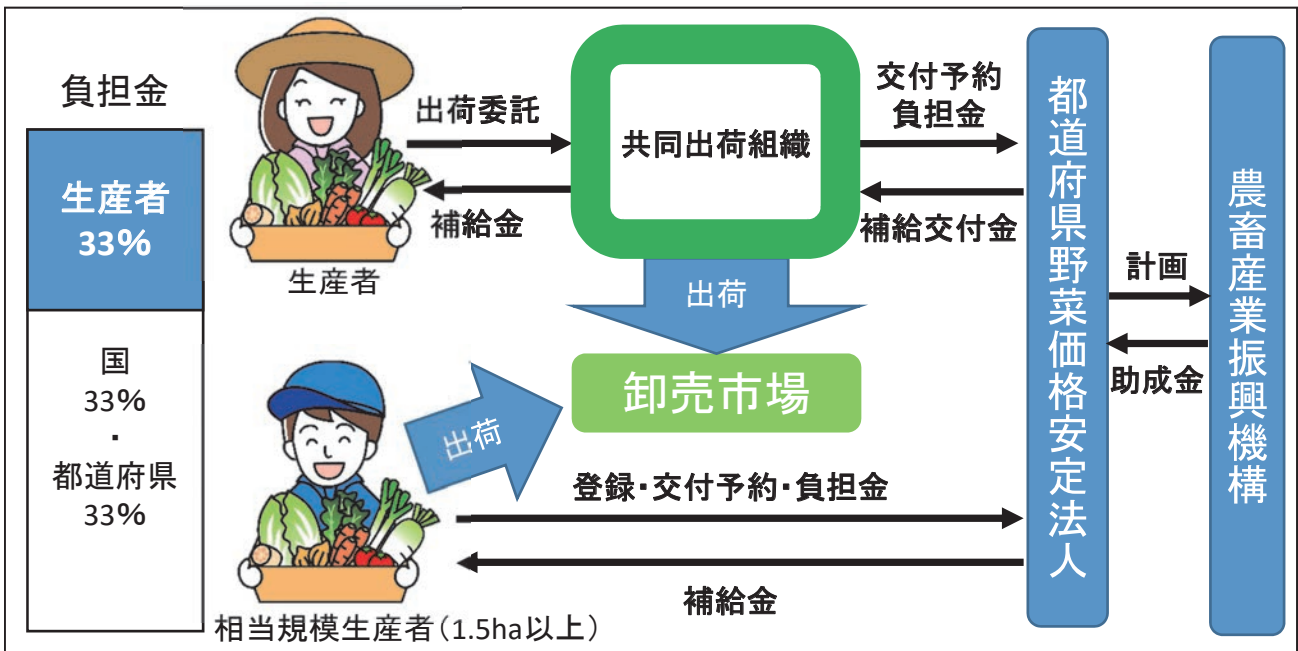 負担金
生産者
33%
国
33%
・
都道府県
33%
生産者
出荷委託
補給金
共同出荷組織
交付予約
負担金
補給交付金
出荷
卸売市場
出荷
登録・交付予約・負担金
補給金
相当規模生産者(1.5ha以上)
都道府県野菜価格安定法人
計画
助成金
農畜産業振興機構